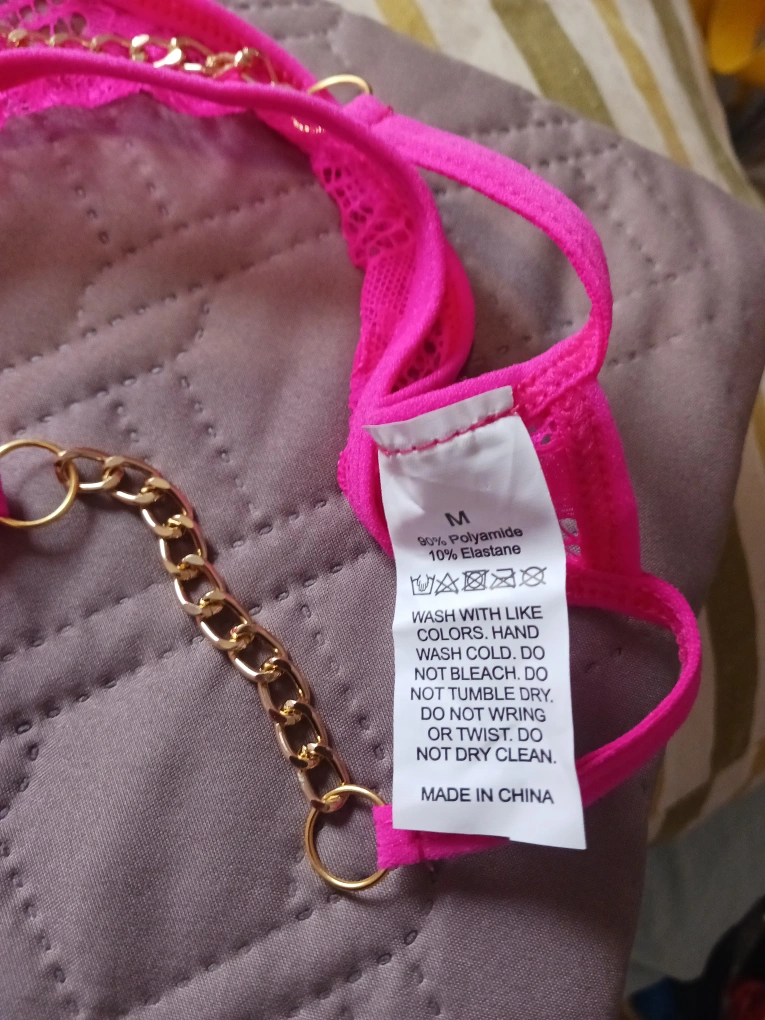 M
90% Polyamide
10% Elastane
WASH WITH LIKE
COLORS. HAND
WASH COLD. DO
NOT BLEACH. DO
NOT TUMBLE DRY.
DO NOT WRING
OR TWIST. DO
NOT DRY CLEAN.
MADE IN CHINA